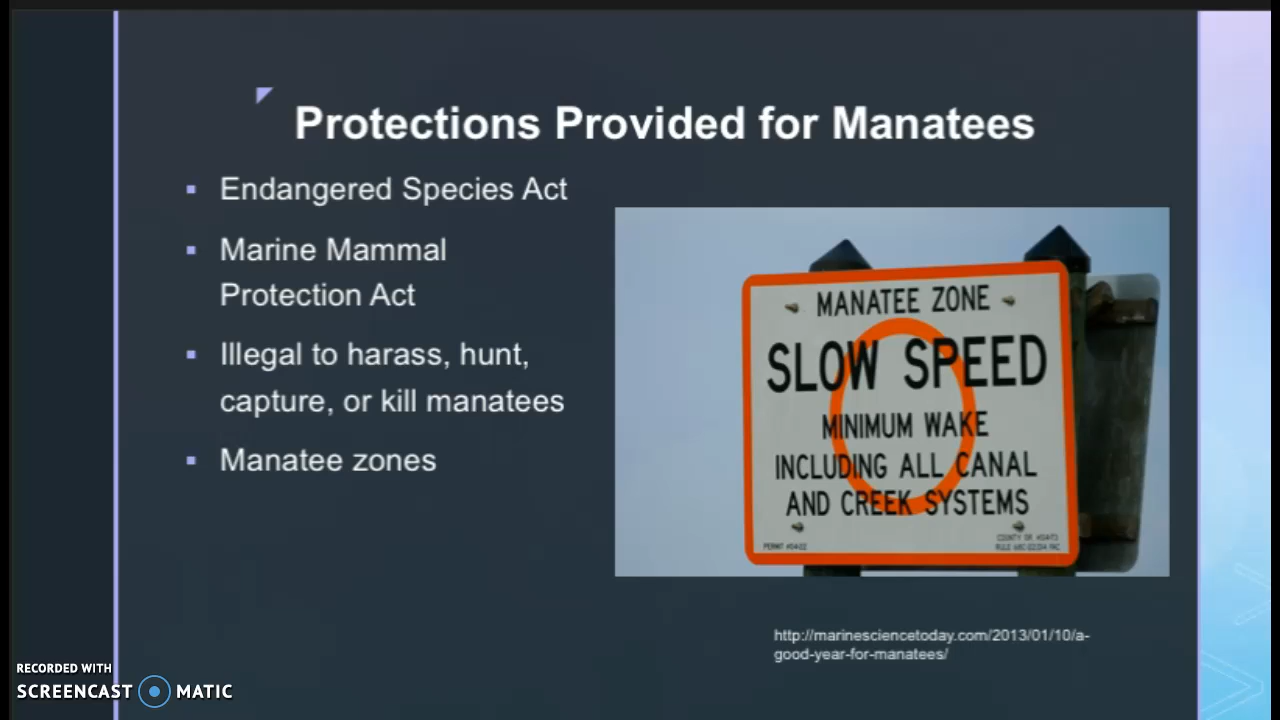 Protections Provided for Manatees
Endangered Species Act
Marine Mammal
Protection Act
Illegal to harass, hunt,
capture, or kill manatees
Manatee zones
MANATEE ZONE
SLOW SPEED
MINIMUM WAKE
INCLUDING ALL CANAL
AND CREEK SYSTEMS
http://marinesciencetoday.com/2013/01/10/a-
good-year-for-manatees/
RECORDED WITH
SCREENCAST MATIC